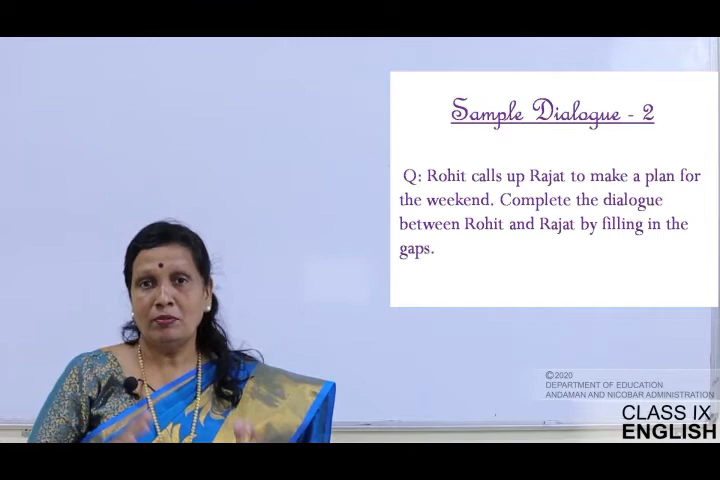 Sample Dialogue - 2
Q: Rohit calls up Rajat to make a plan for
the weekend. Complete the dialogue
between Rohit and Rajat by filling in the
gaps.
©2020
DEPARTMENT OF EDUCATION
ANDAMAN AND NICOBAR ADMINISTRATION
CLASS IX
ENGLISH